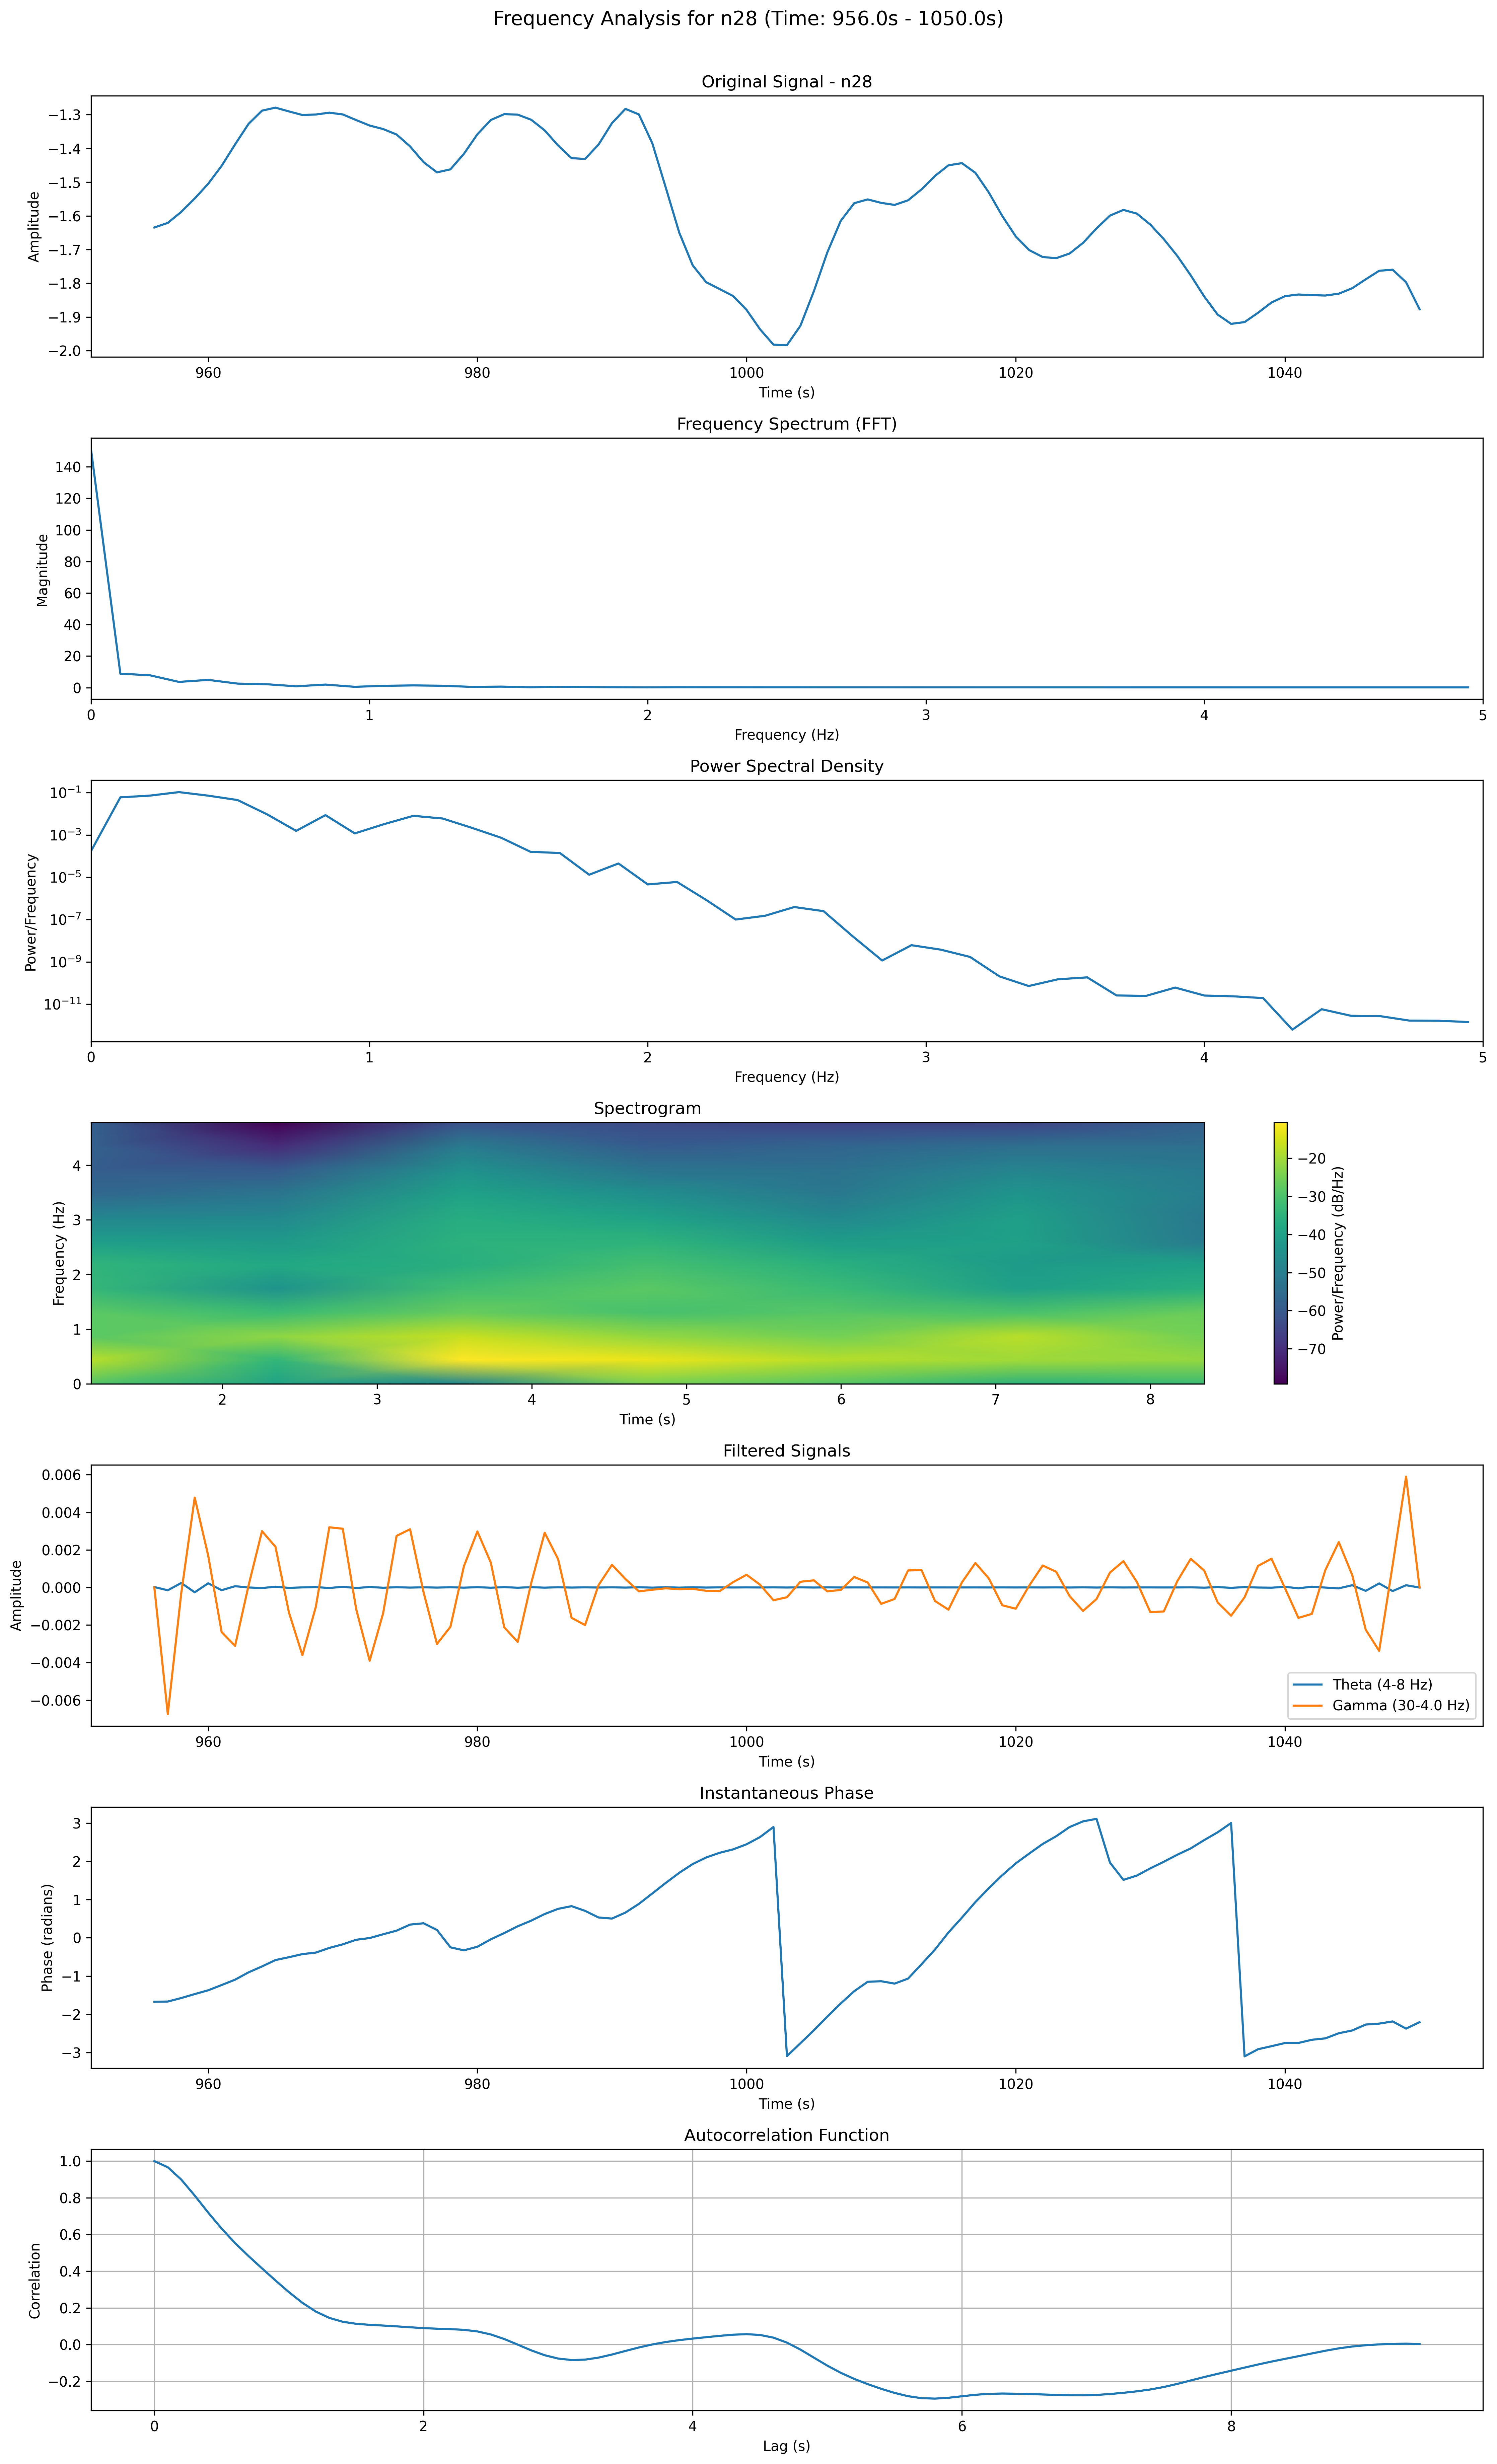 Frequency Analysis for n28 (Time: 956.0s - 1050.0s)
Original Signal - n28
Amplitude
−1.3
−1.4
−1.5
−1.6
−1.7
−1.8
−1.9
−2.0
960 980 1000 1020 1040
Time (s)
Frequency Spectrum (FFT)
Magnitude
140
120
100
80
60
40
20
0
0 1 2 3 4 5
Frequency (Hz)
Power Spectral Density
Power/Frequency
10⁻¹
10⁻³
10⁻⁵
10⁻⁷
10⁻⁹
10⁻¹¹
0 1 2 3 4 5
Frequency (Hz)
Spectrogram
Frequency (Hz)
4
3
2
1
0
2 3 4 5 6 7 8
Time (s)
−20
−30
−40
−50
−60
−70
Power/Frequency (dB/Hz)
Filtered Signals
Amplitude
0.006
0.004
0.002
0.000
−0.002
−0.004
−0.006
Theta (4-8 Hz)
Gamma (30-4.0 Hz)
960 980 1000 1020 1040
Time (s)
Instantaneous Phase
Phase (radians)
3
2
1
0
−1
−2
−3
960 980 1000 1020 1040
Time (s)
Autocorrelation Function
Correlation
1.0
0.8
0.6
0.4
0.2
0.0
−0.2
0 2 4 6 8
Lag (s)